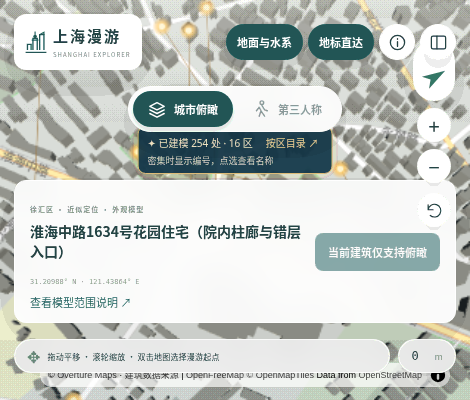 上海漫游
SHANGHAI EXPLORER
地面与水系
地标直达
城市俯瞰
第三人称
✦ 已建模 254 处 · 16 区 按区目录 ↗
密集时显示编号，点选查看名称
徐汇区 · 近似定位 · 外观模型
淮海中路1634号花园住宅（院内柱廊与错层
入口）
当前建筑仅支持俯瞰
31.20988° N · 121.43864° E
查看模型范围说明 ↗
拖动平移 · 滚轮缩放 · 双击地图选择漫游起点
0 m
© Overture Maps · 建筑数据来源 | OpenFreeMap © OpenMapTiles Data from OpenStreetMap